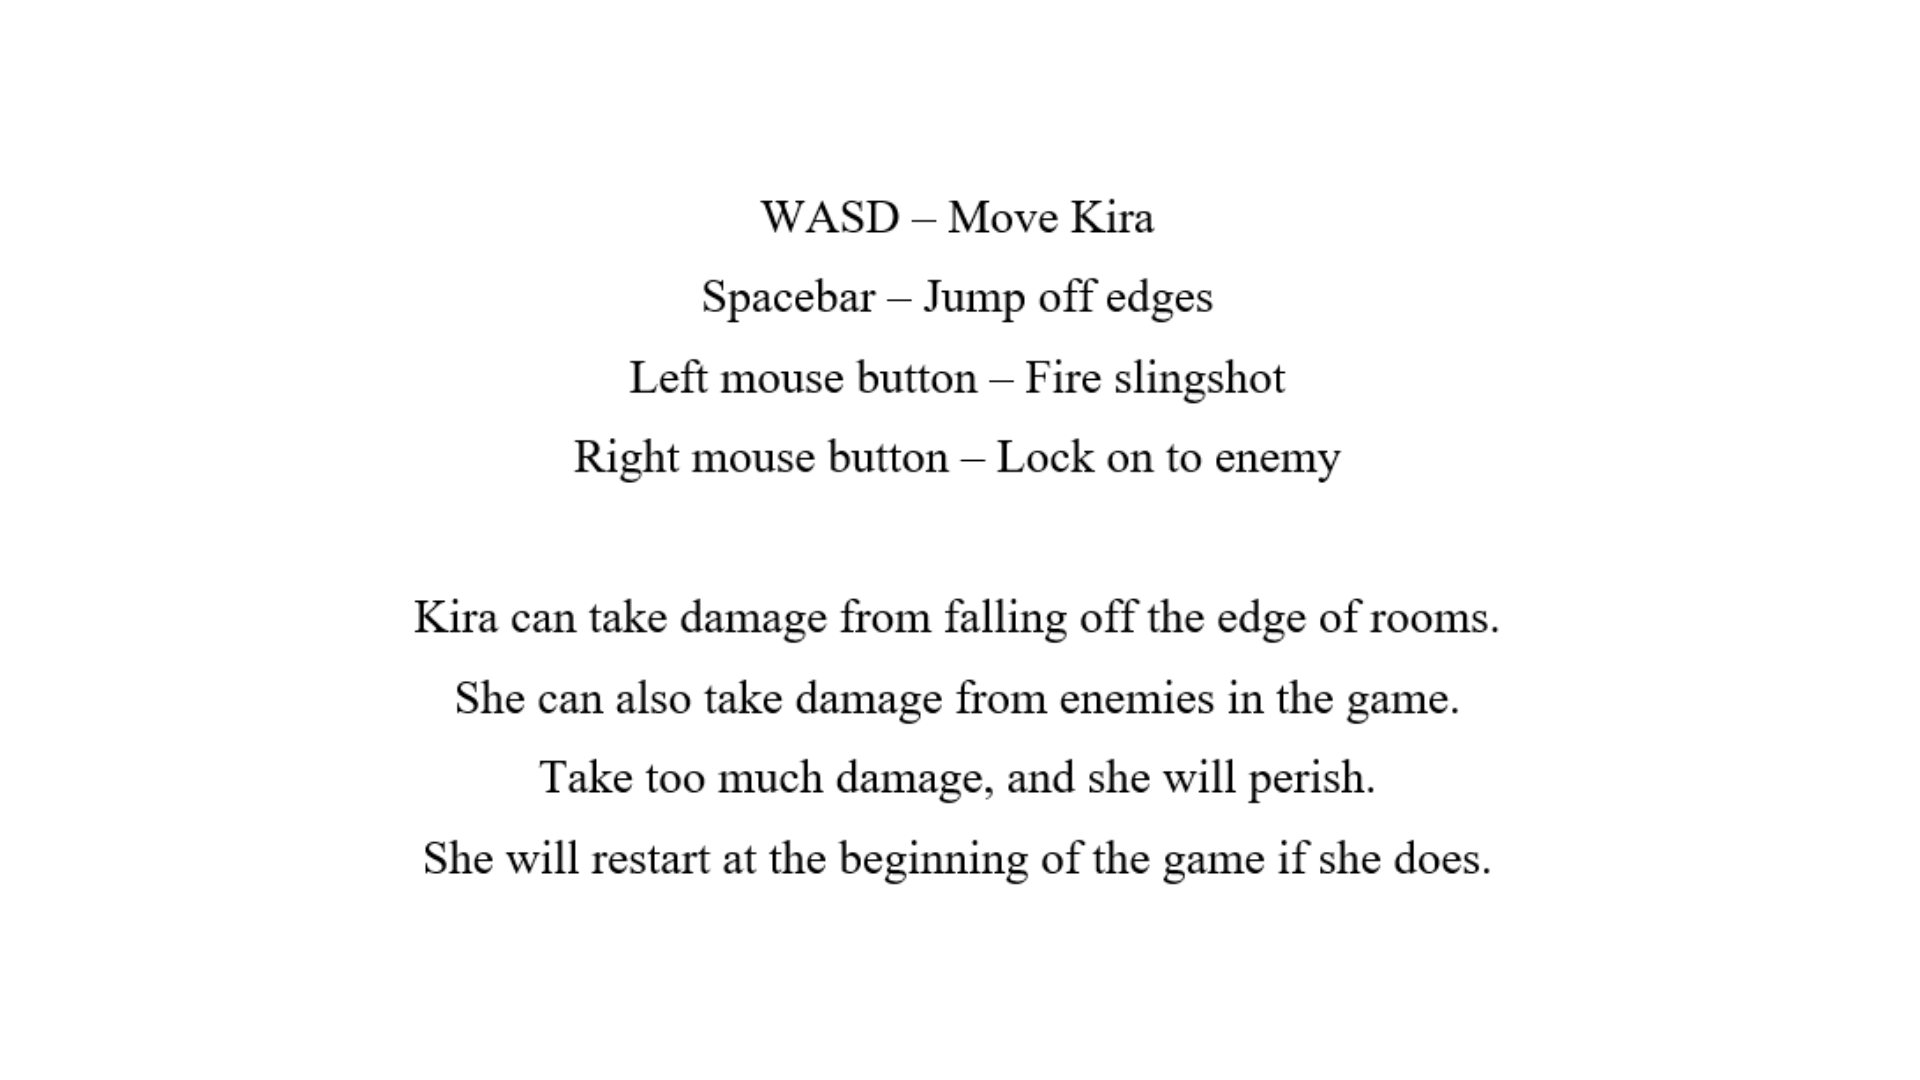 WASD – Move Kira
Spacebar – Jump off edges
Left mouse button – Fire slingshot
Right mouse button – Lock on to enemy
Kira can take damage from falling off the edge of rooms.
She can also take damage from enemies in the game.
Take too much damage, and she will perish.
She will restart at the beginning of the game if she does.